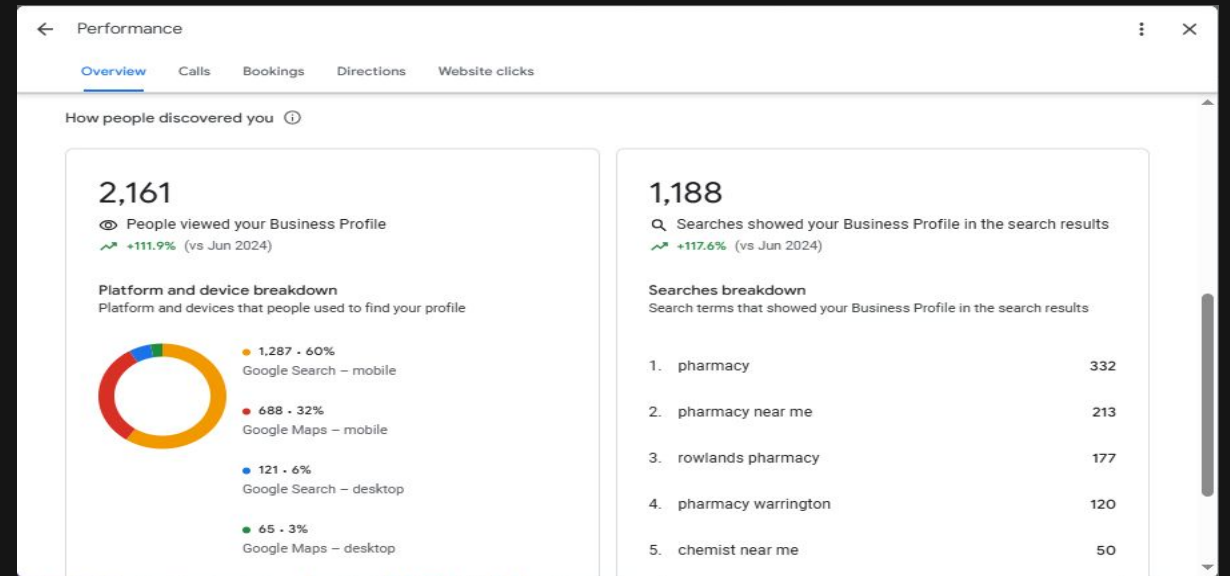 Performance
Overview Calls Bookings Directions Website clicks
How people discovered you
2,161
People viewed your Business Profile
+111.9% (vs Jun 2024)
Platform and device breakdown
Platform and devices that people used to find your profile
1,287 • 60%
Google Search – mobile
688 • 32%
Google Maps – mobile
121 • 6%
Google Search – desktop
65 • 3%
Google Maps – desktop
1,188
Searches showed your Business Profile in the search results
+117.6% (vs Jun 2024)
Searches breakdown
Search terms that showed your Business Profile in the search results
1. pharmacy 332
2. pharmacy near me 213
3. rowlands pharmacy 177
4. pharmacy warrington 120
5. chemist near me 50